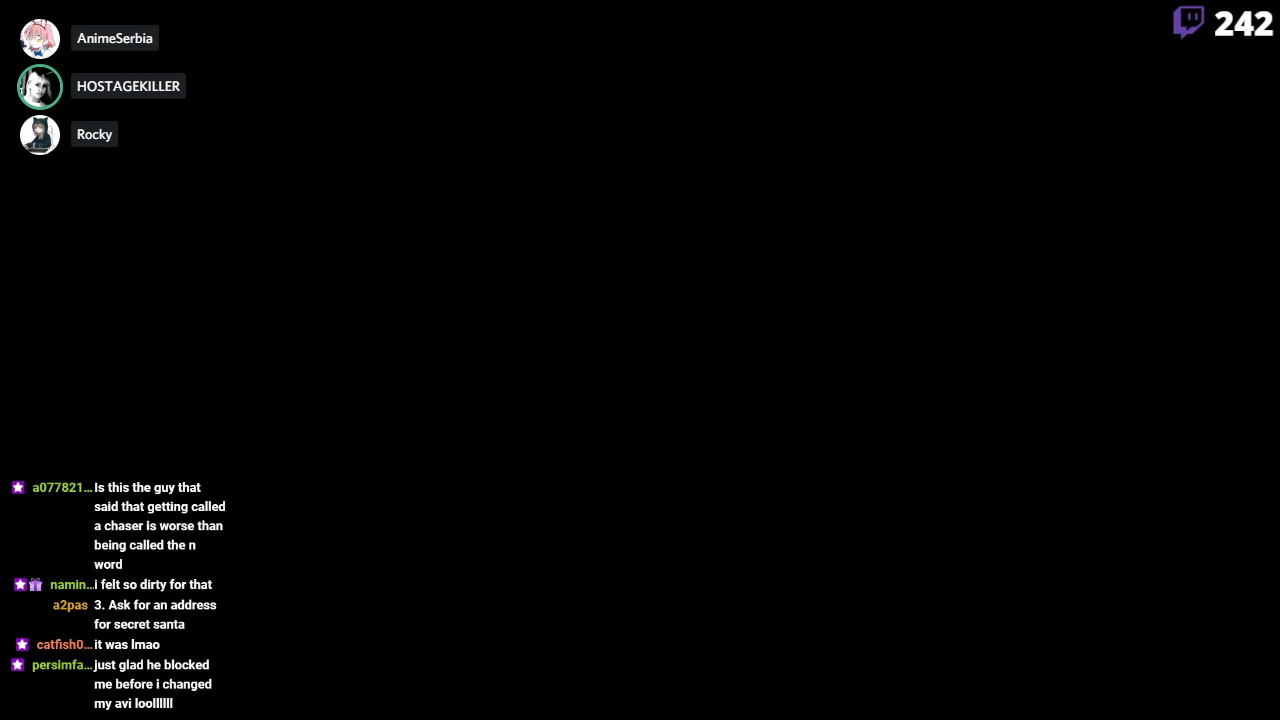 AnimeSerbia
242
HOSTAGEKILLER
Rocky
a077821... Is this the guy that
said that getting called
a chaser is worse than
being called the n
word
namin... i felt so dirty for that
a2pas 3. Ask for an address
for secret santa
catfish0... it was lmao
persimfa... just glad he blocked
me before i changed
my avi loollllll